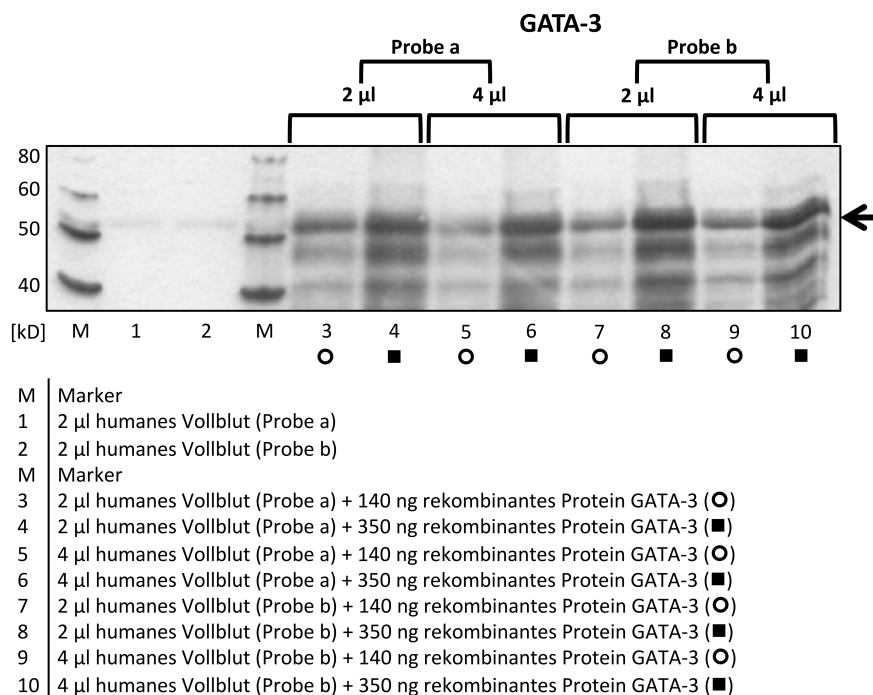 GATA-3
Probe a Probe b
2 µl 4 µl 2 µl 4 µl
80
60
50
40
[kD] M 1 2 M 3 4 5 6 7 8 9 10
M Marker
1 2 µl humanes Vollblut (Probe a)
2 2 µl humanes Vollblut (Probe b)
M Marker
3 2 µl humanes Vollblut (Probe a) + 140 ng rekombinantes Protein GATA-3 (○)
4 2 µl humanes Vollblut (Probe a) + 350 ng rekombinantes Protein GATA-3 (■)
5 4 µl humanes Vollblut (Probe a) + 140 ng rekombinantes Protein GATA-3 (○)
6 4 µl humanes Vollblut (Probe a) + 350 ng rekombinantes Protein GATA-3 (■)
7 2 µl humanes Vollblut (Probe b) + 140 ng rekombinantes Protein GATA-3 (○)
8 2 µl humanes Vollblut (Probe b) + 350 ng rekombinantes Protein GATA-3 (■)
9 4 µl humanes Vollblut (Probe b) + 140 ng rekombinantes Protein GATA-3 (○)
10 4 µl humanes Vollblut (Probe b) + 350 ng rekombinantes Protein GATA-3 (■)